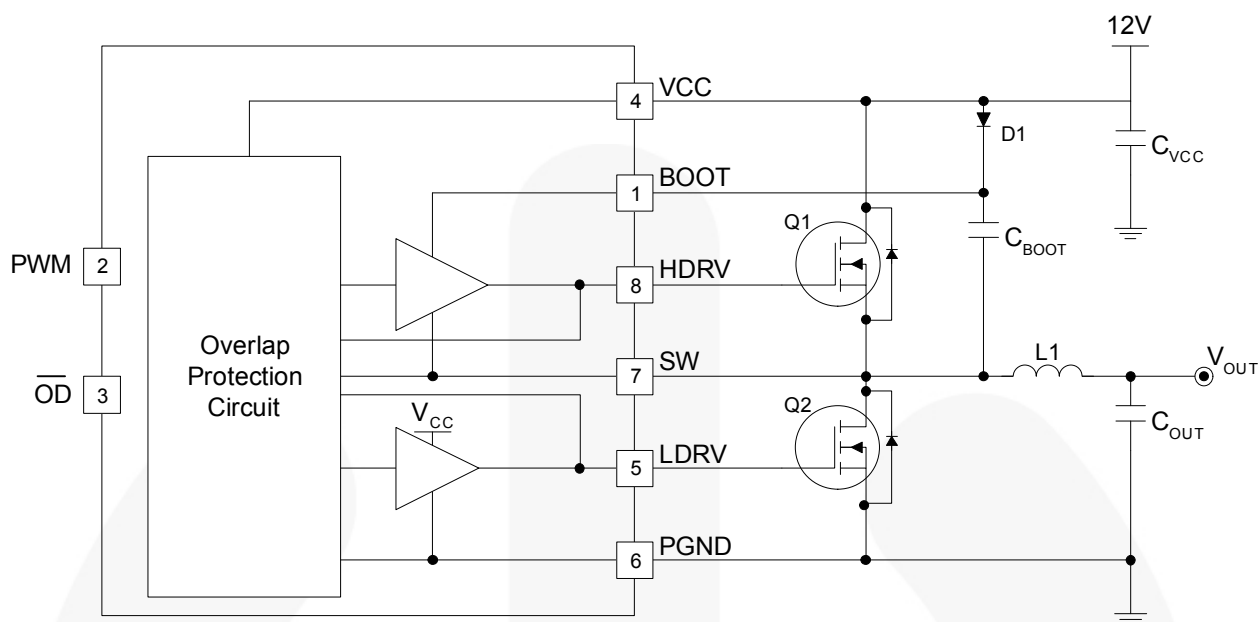 12V
4 VCC
D1
C_VCC
1 BOOT
Q1
C_BOOT
PWM 2
8 HDRV
Overlap
Protection
Circuit
L1
V_OUT
7 SW
O̅D̅ 3
Q2
C_OUT
V_CC
5 LDRV
6 PGND